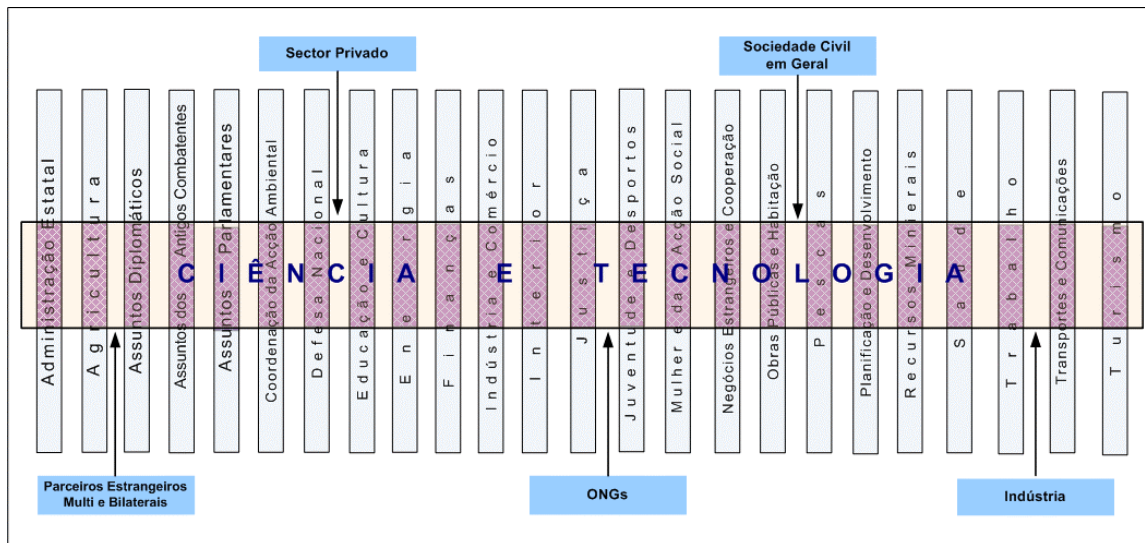 Sector Privado
Sociedade Civil
em Geral
Administração Estatal
Agricultura
Assuntos Diplomáticos
Assuntos dos Antigos Combatentes
Assuntos Parlamentares
Coordenação da Acção Ambiental
Defesa Nacional
Educação e Cultura
Energia
Finanças
Indústria e Comércio
Interior
Justiça
Juventude e Desportos
Mulher e da Acção Social
Negócios Estrangeiros e Cooperação
Obras Públicas e Habitação
Pescas
Planificação e Desenvolvimento
Recursos Minierais
Saude
Trabalho
Transportes e Comunicações
Turismo
CIÊNCIA E TECNOLOGIA
Parceiros Estrangeiros
Multi e Bilaterais
ONGs
Indústria